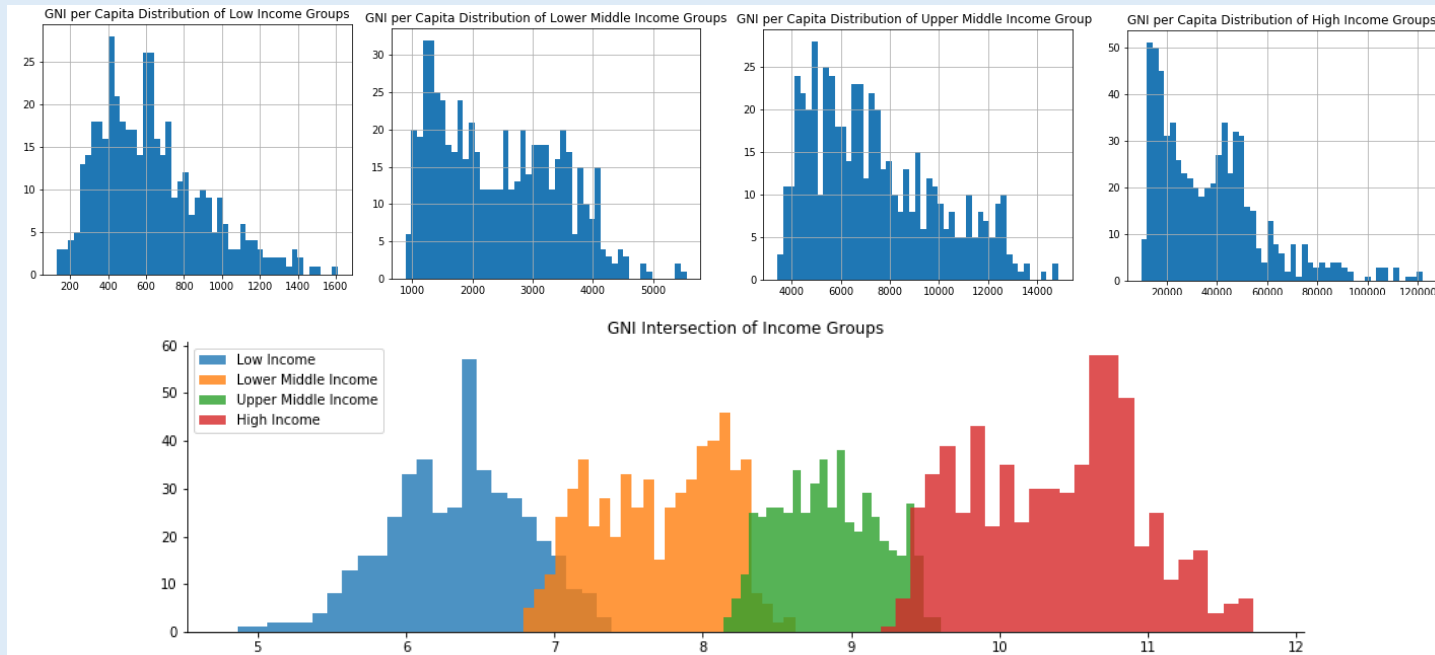 GNI per Capita Distribution of Low Income Groups
25
20
15
10
5
0
200 400 600 800 1000 1200 1400 1600
GNI per Capita Distribution of Lower Middle Income Groups
30
25
20
15
10
5
0
1000 2000 3000 4000 5000
GNI per Capita Distribution of Upper Middle Income Group
25
20
15
10
5
0
4000 6000 8000 10000 12000 14000
GNI per Capita Distribution of High Income Groups
50
40
30
20
10
0
20000 40000 60000 80000 100000 120000
GNI Intersection of Income Groups
Low Income
Lower Middle Income
Upper Middle Income
High Income
60
50
40
30
20
10
0
5 6 7 8 9 10 11 12